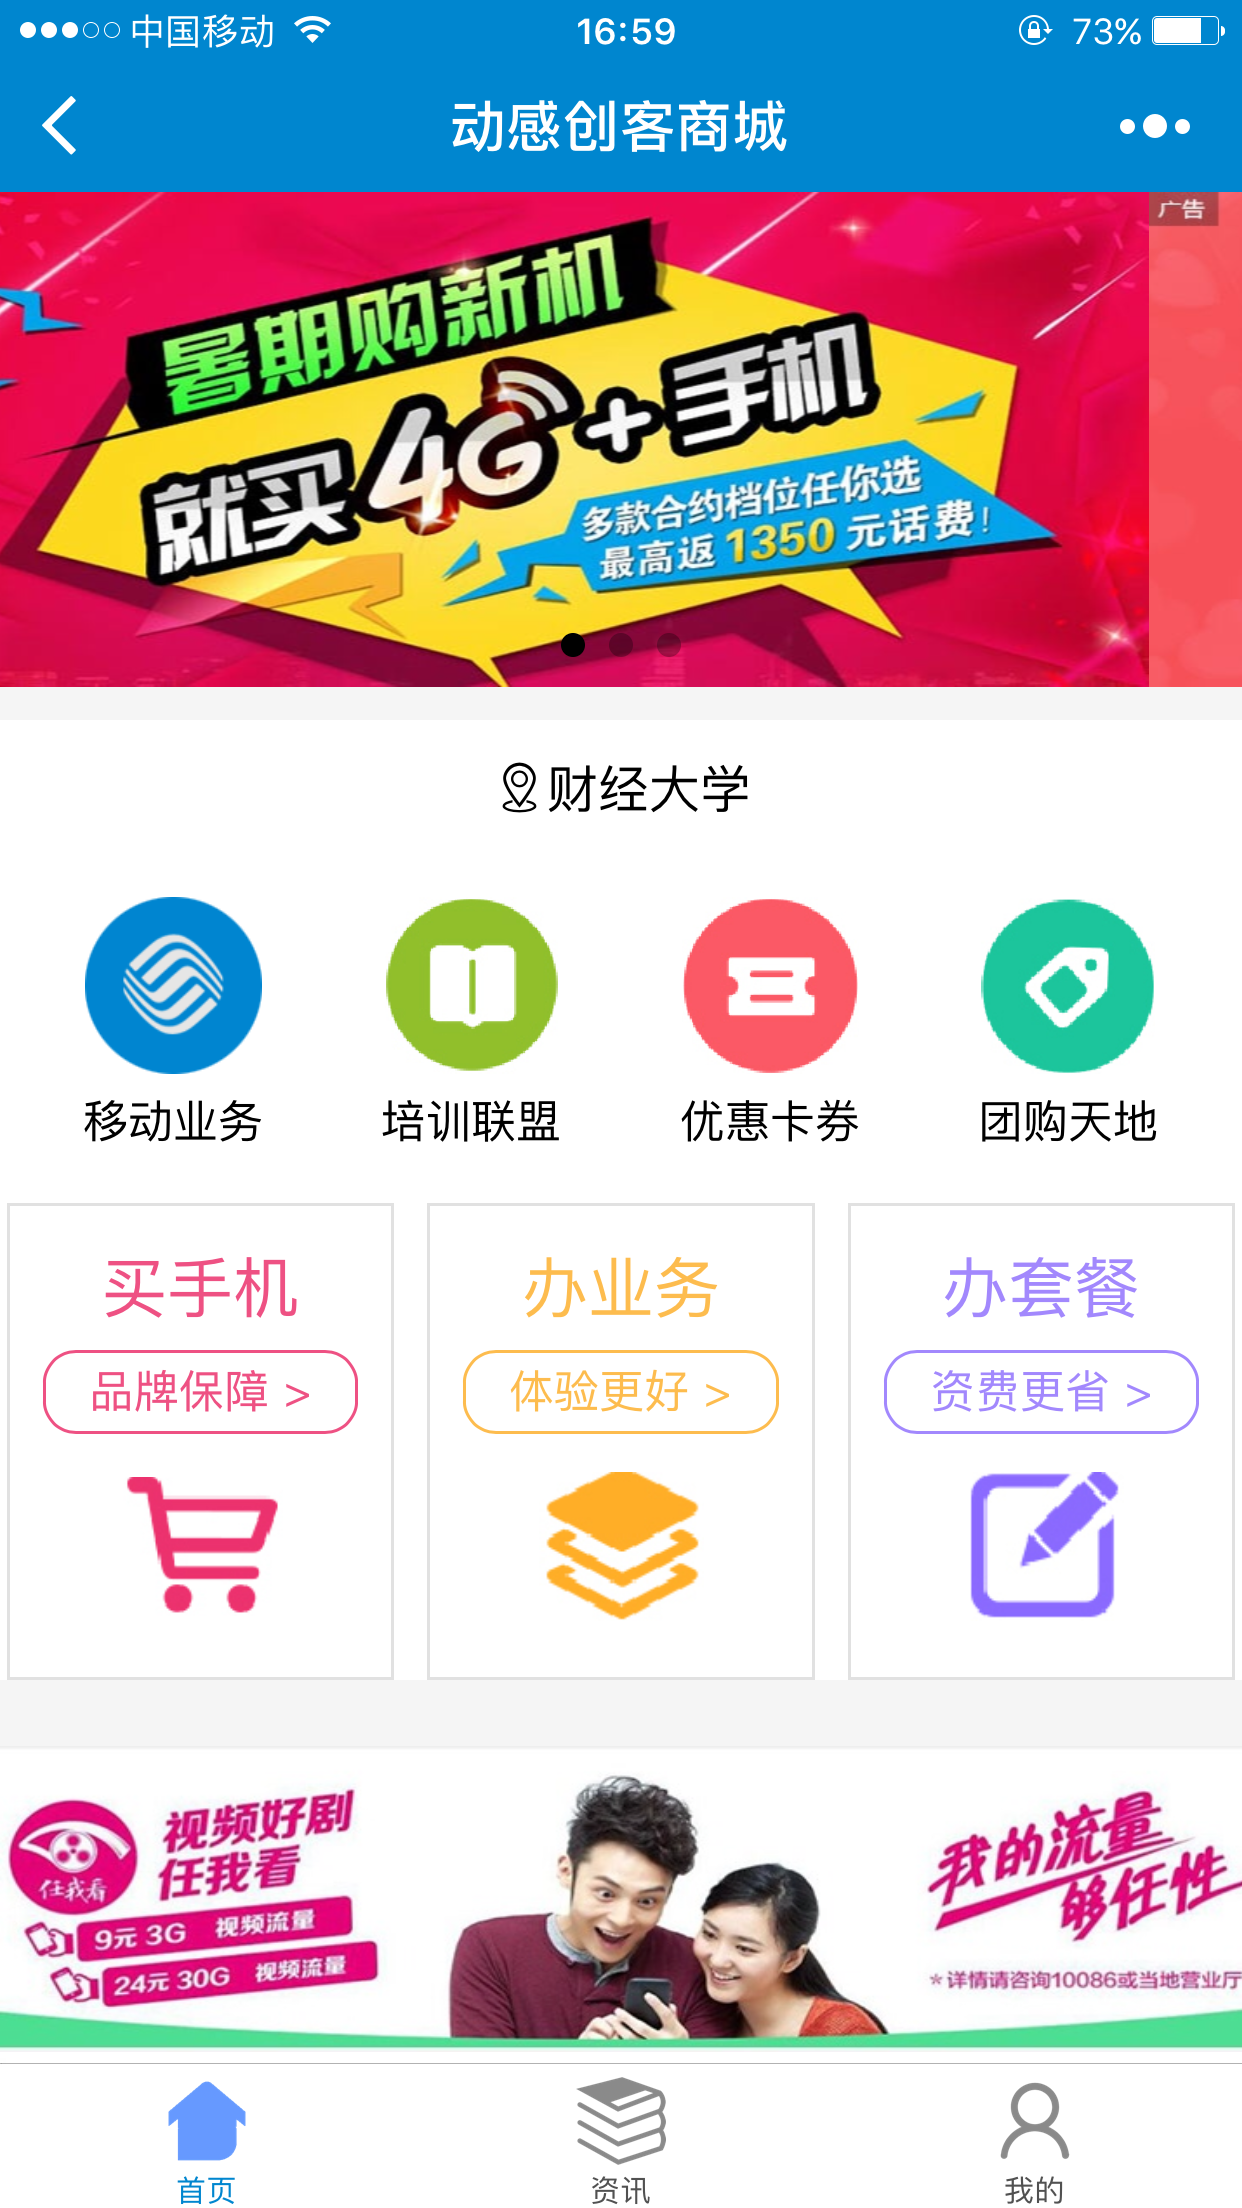 中国移动 16:59 73%
动感创客商城
广告
暑期购新机
就买4G+手机
多款合约档位任你选
最高返1350元话费!
财经大学
移动业务 培训联盟 优惠卡券 团购天地
买手机 办业务 办套餐
品牌保障 > 体验更好 > 资费更省 >
视频好剧
任我看
任我看
9元 3G 视频流量
24元 30G 视频流量
我的流量
够任性
*详情请咨询10086或当地营业厅
首页 资讯 我的